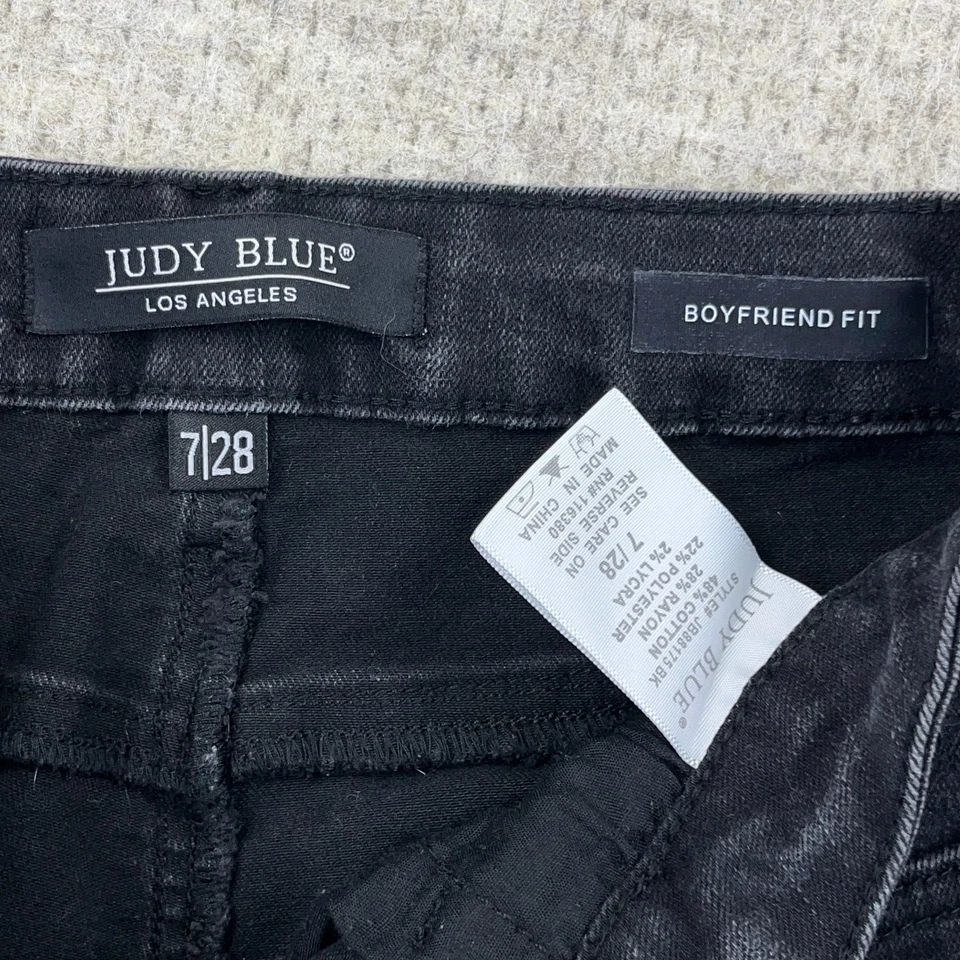 JUDY BLUE®
LOS ANGELES
BOYFRIEND FIT
7|28
JUDY BLUE®
STYLE# JB88175BK
48% COTTON
28% RAYON
22% POLYESTER
2% LYCRA
7/28
SEE CARE ON
REVERSE SIDE
RN# 116380
MADE IN CHINA